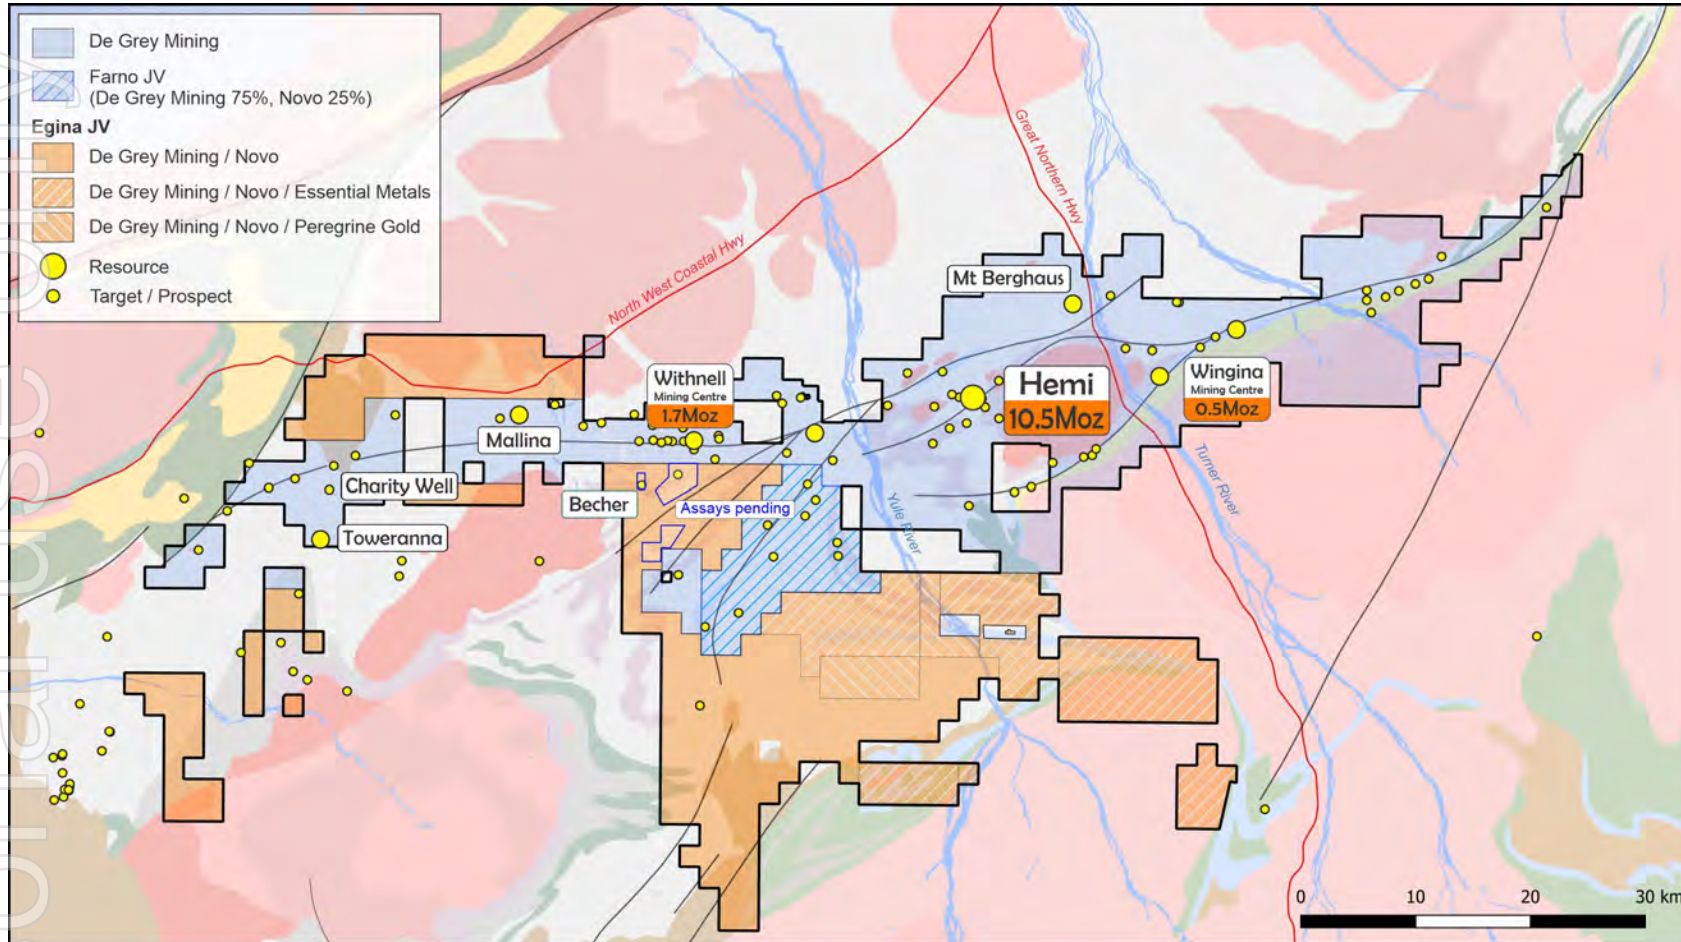 De Grey Mining
Farno JV
(De Grey Mining 75%, Novo 25%)
Egina JV
De Grey Mining / Novo
De Grey Mining / Novo / Essential Metals
De Grey Mining / Novo / Peregrine Gold
Resource
Target / Prospect
North West Coastal Hwy
Great Northern Hwy
Mt Berghaus
Withnell
Mining Centre
1.7Moz
Hemi
10.5Moz
Wingina
Mining Centre
0.5Moz
Mallina
Charity Well
Becher
Assays pending
Toweranna
Yule River
Turner River
0 10 20 30 km